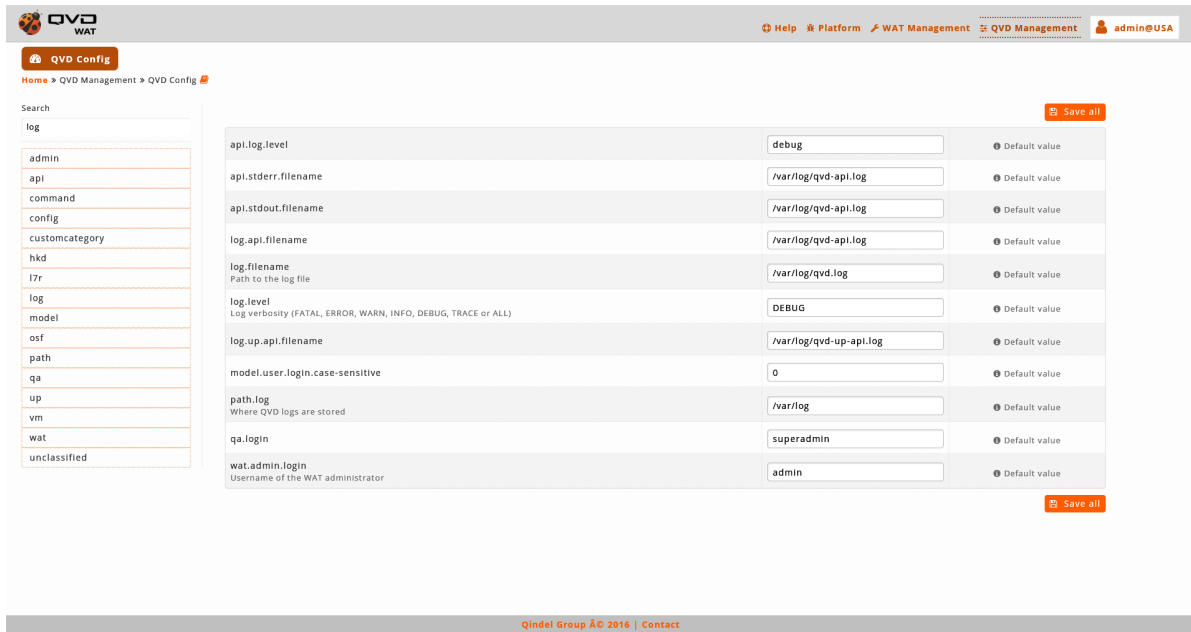 QVD
WAT
Help Platform WAT Management QVD Management admin@USA
QVD Config
Home » QVD Management » QVD Config
Search
log
admin
api
command
config
customcategory
hkd
l7r
log
model
osf
path
qa
up
vm
wat
unclassified
Save all
api.log.level debug Default value
api.stderr.filename /var/log/qvd-api.log Default value
api.stdout.filename /var/log/qvd-api.log Default value
log.api.filename /var/log/qvd-api.log Default value
log.filename
Path to the log file /var/log/qvd.log Default value
log.level
Log verbosity (FATAL, ERROR, WARN, INFO, DEBUG, TRACE or ALL) DEBUG Default value
log.up.api.filename /var/log/qvd-up-api.log Default value
model.user.login.case-sensitive 0 Default value
path.log
Where QVD logs are stored /var/log Default value
qa.login superadmin Default value
wat.admin.login
Username of the WAT administrator admin Default value
Save all
Qindel Group Â© 2016 | Contact